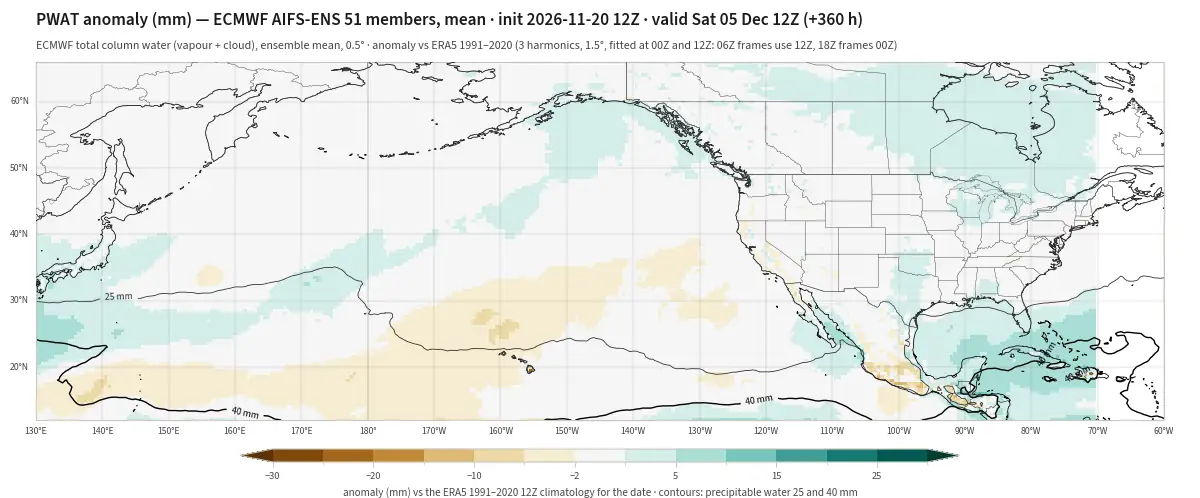 PWAT anomaly (mm) — ECMWF AIFS-ENS 51 members, mean · init 2026-11-20 12Z · valid Sat 05 Dec 12Z (+360 h)
ECMWF total column water (vapour + cloud), ensemble mean, 0.5° · anomaly vs ERA5 1991–2020 (3 harmonics, 1.5°, fitted at 00Z and 12Z: 06Z frames use 12Z, 18Z frames 00Z)
60°N
50°N
40°N
30°N
20°N
25 mm
40 mm
40 mm
130°E 140°E 150°E 160°E 170°E 180° 170°W 160°W 150°W 140°W 130°W 120°W 110°W 100°W 90°W 80°W 70°W 60°W
−30 −20 −10 −2 5 15 25
anomaly (mm) vs the ERA5 1991–2020 12Z climatology for the date · contours: precipitable water 25 and 40 mm